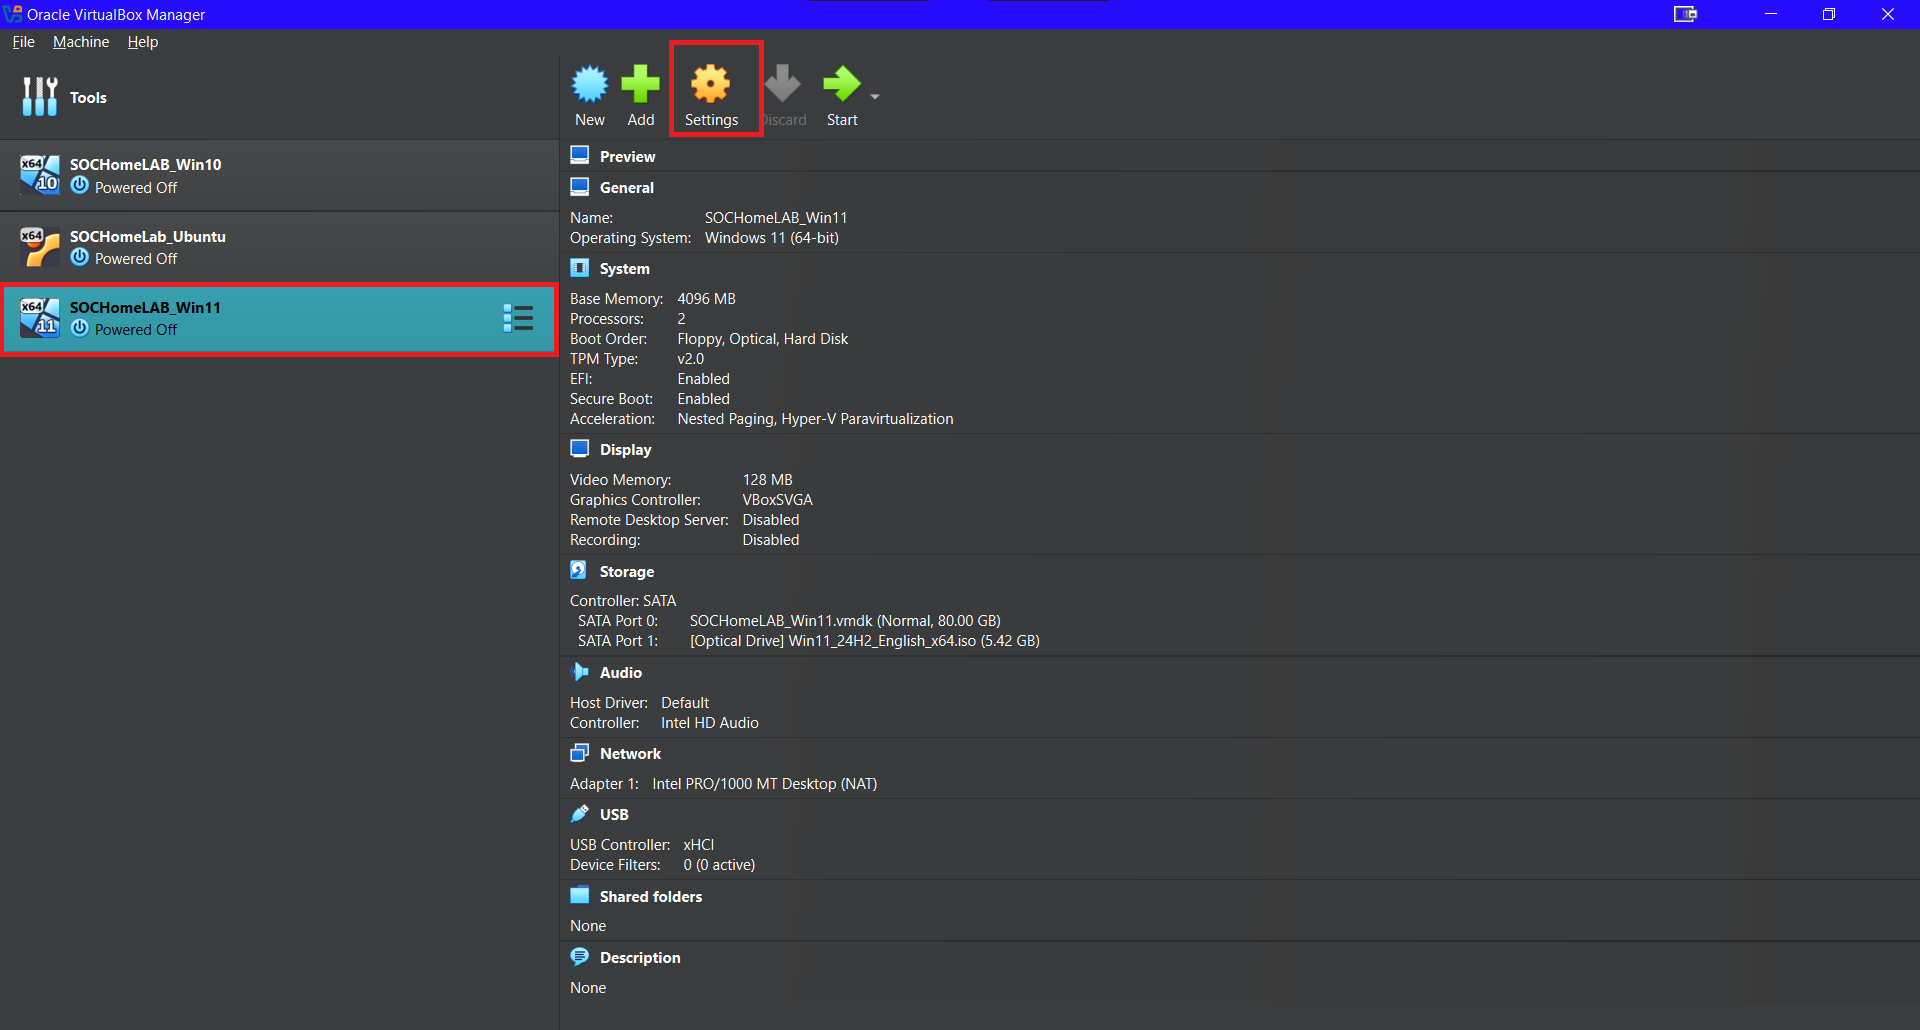 Oracle VirtualBox Manager
File Machine Help
Tools
New Add Settings Discard Start
x64 10 SOCHomeLAB_Win10
Powered Off
x64 SOCHomeLab_Ubuntu
Powered Off
x64 11 SOCHomeLAB_Win11
Powered Off
Preview
General
Name: SOCHomeLAB_Win11
Operating System: Windows 11 (64-bit)
System
Base Memory: 4096 MB
Processors: 2
Boot Order: Floppy, Optical, Hard Disk
TPM Type: v2.0
EFI: Enabled
Secure Boot: Enabled
Acceleration: Nested Paging, Hyper-V Paravirtualization
Display
Video Memory: 128 MB
Graphics Controller: VBoxSVGA
Remote Desktop Server: Disabled
Recording: Disabled
Storage
Controller: SATA
SATA Port 0: SOCHomeLAB_Win11.vmdk (Normal, 80.00 GB)
SATA Port 1: [Optical Drive] Win11_24H2_English_x64.iso (5.42 GB)
Audio
Host Driver: Default
Controller: Intel HD Audio
Network
Adapter 1: Intel PRO/1000 MT Desktop (NAT)
USB
USB Controller: xHCI
Device Filters: 0 (0 active)
Shared folders
None
Description
None